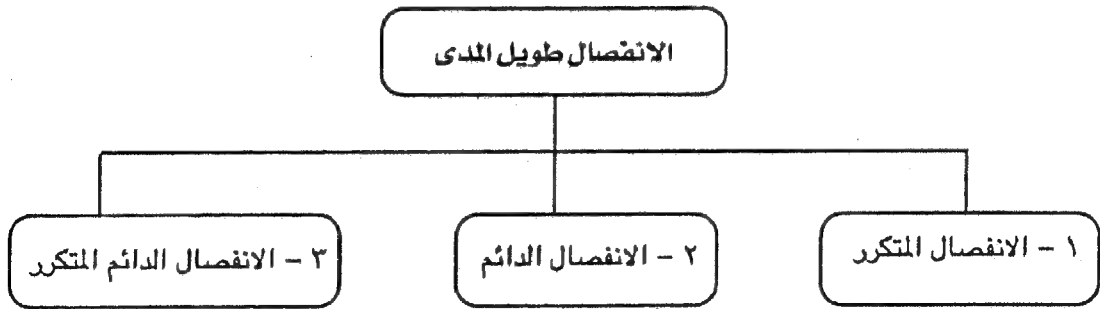 الانفصال طويل المدى
١ - الانفصال المتكرر
٢ - الانفصال الدائم
٣ - الانفصال الدائم المتكرر